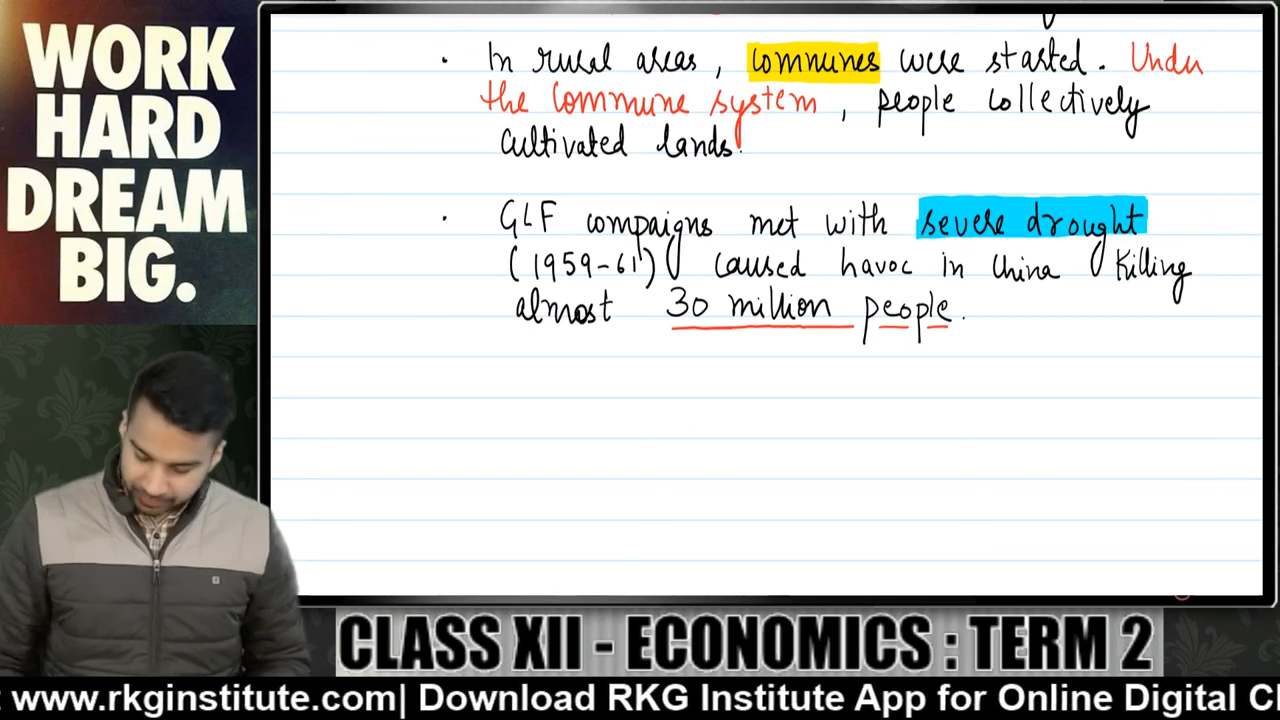 WORK
HARD
DREAM
BIG.
• In rural areas, communes were started. Under
the Commune system, people collectively
cultivated lands.
• GLF compaigns met with severe drought
(1959-61) caused havoc in China killing
almost 30 million people.
CLASS XII - ECONOMICS : TERM 2
www.rkginstitute.com| Download RKG Institute App for Online Digital